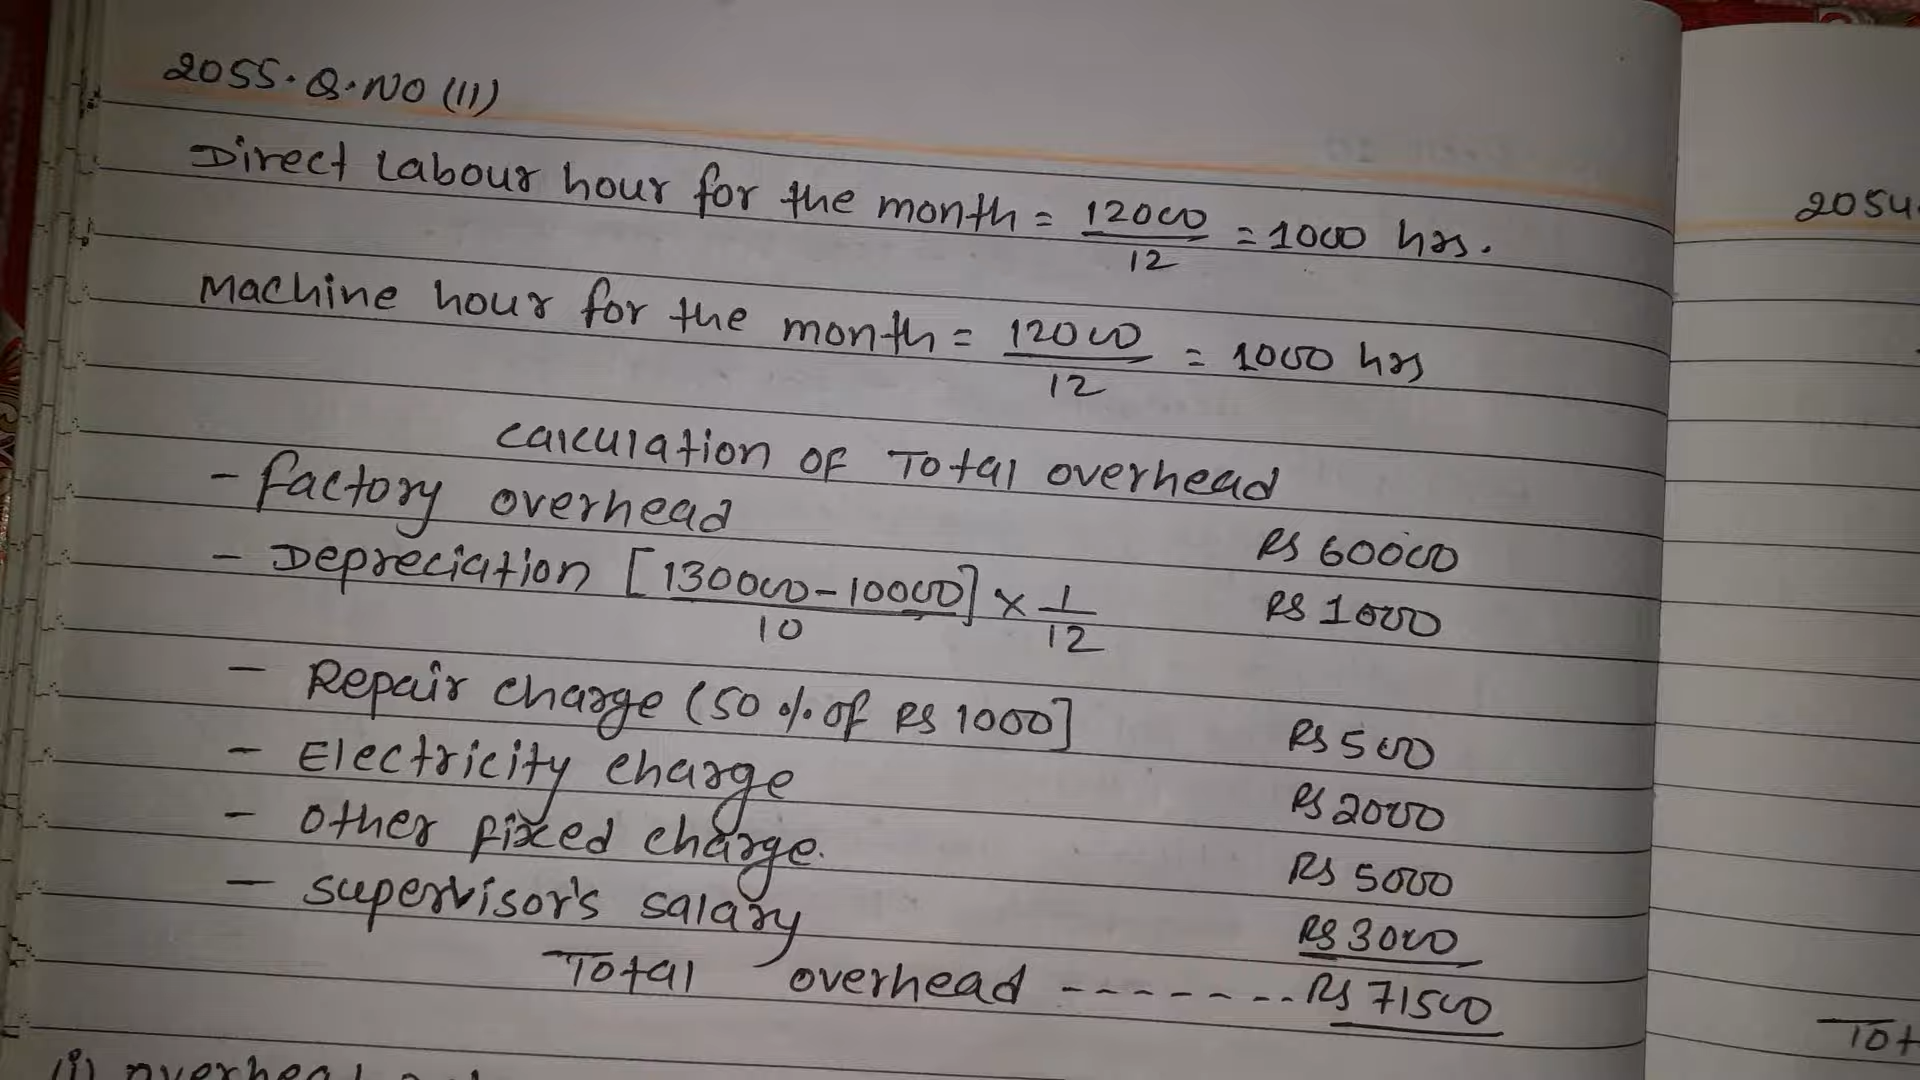 2055. Q. NO (11)
Direct Labour hour for the month = 12000/12 = 1000 hrs.
Machine hour for the month = 12000/12 = 1000 hrs
Calculation OF Total overhead
- factory overhead Rs 60000
- Depreciation [130000-10000]/10 × 1/12 Rs 1000
- Repair charge (50% of Rs 1000] Rs 500
- Electricity charge Rs 2000
- other fixed charge. Rs 5000
- supervisor's salary Rs 3000
Total overhead ------- Rs 71500
(i) overhead
2054
Tot